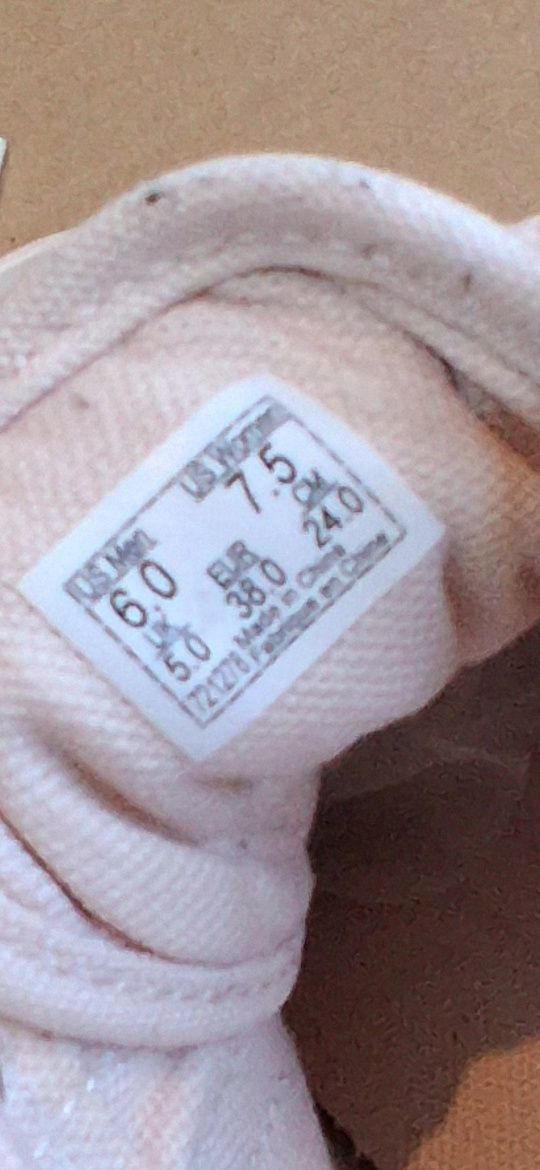 US Men US Women
6.0 7.5
UK EUR CM
5.0 38.0 24.0
721278 Made in China
Fabriqué en Chine